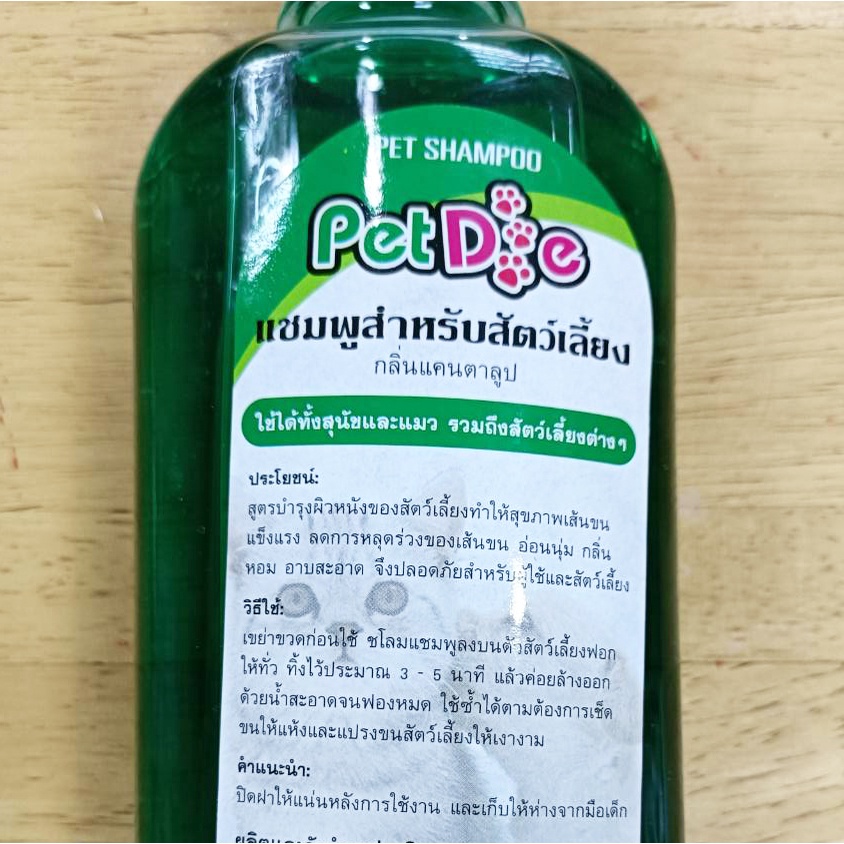 PET SHAMPOO
Pet Die
แชมพูสำหรับสัตว์เลี้ยง
กลิ่นแคนตาลูป
ใช้ได้ทั้งสุนัขและแมว รวมถึงสัตว์เลี้ยงต่างๆ
ประโยชน์:
สูตรบำรุงผิวหนังของสัตว์เลี้ยงทำให้สุขภาพเส้นขน
แข็งแรง ลดการหลุดร่วงของเส้นขน อ่อนนุ่ม กลิ่น
หอม อาบสะอาด จึงปลอดภัยสำหรับผู้ใช้และสัตว์เลี้ยง
วิธีใช้:
เขย่าขวดก่อนใช้ ชโลมแชมพูลงบนตัวสัตว์เลี้ยงฟอก
ให้ทั่ว ทิ้งไว้ประมาณ 3 - 5 นาที แล้วค่อยล้างออก
ด้วยน้ำสะอาดจนฟองหมด ใช้ซ้ำได้ตามต้องการเช็ด
ขนให้แห้งและแปรงขนสัตว์เลี้ยงให้เงางาม
คำแนะนำ:
ปิดฝาให้แน่นหลังการใช้งาน และเก็บให้ห่างจากมือเด็ก